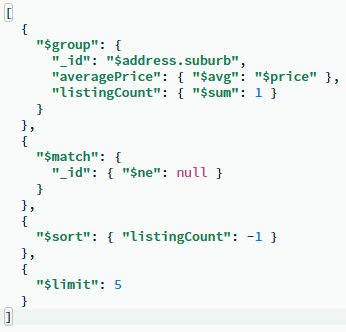 [
  {
    "$group": {
      "_id": "$address.suburb",
      "averagePrice": { "$avg": "$price" },
      "listingCount": { "$sum": 1 }
    }
  },
  {
    "$match": {
      "_id": { "$ne": null }
    }
  },
  {
    "$sort": { "listingCount": -1 }
  },
  {
    "$limit": 5
  }
]